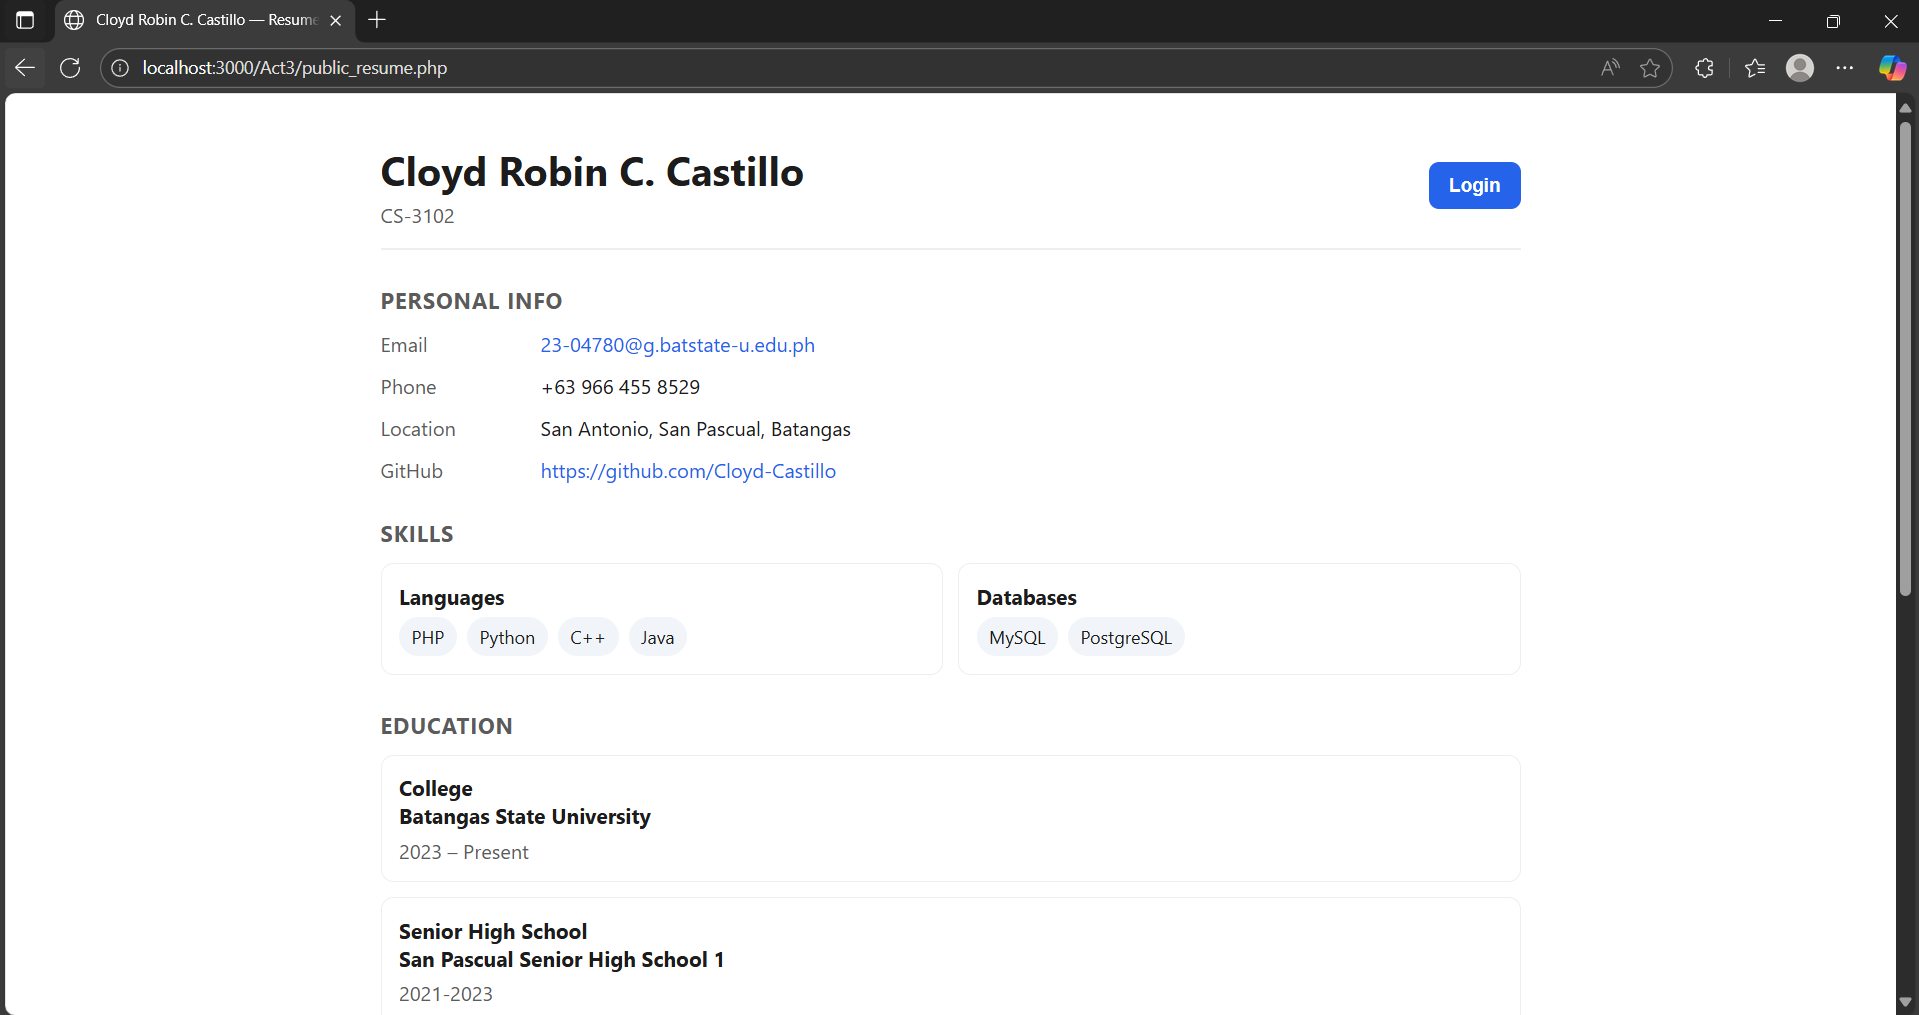 Cloyd Robin C. Castillo — Resume
localhost:3000/Act3/public_resume.php
Cloyd Robin C. Castillo
Login
CS-3102
PERSONAL INFO
Email 23-04780@g.batstate-u.edu.ph
Phone +63 966 455 8529
Location San Antonio, San Pascual, Batangas
GitHub https://github.com/Cloyd-Castillo
SKILLS
Languages
PHP Python C++ Java
Databases
MySQL PostgreSQL
EDUCATION
College
Batangas State University
2023 – Present
Senior High School
San Pascual Senior High School 1
2021-2023